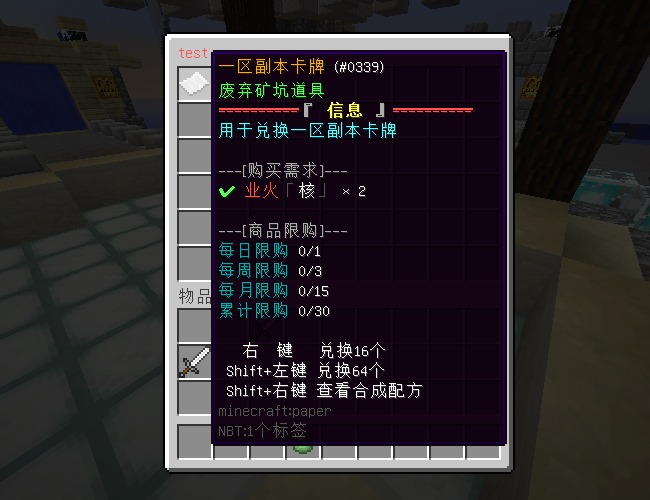 test
一区副本卡牌 (#0339)
废弃矿坑道具
==========『 信息 』==========
用于兑换一区副本卡牌
---[购买需求]---
✔ 业火「核」 × 2
---[商品限购]---
每日限购 0/1
每周限购 0/3
每月限购 0/15
累计限购 0/30
物品
右 键 兑换16个
Shift+左键 兑换64个
Shift+右键 查看合成配方
minecraft:paper
NBT:1个标签